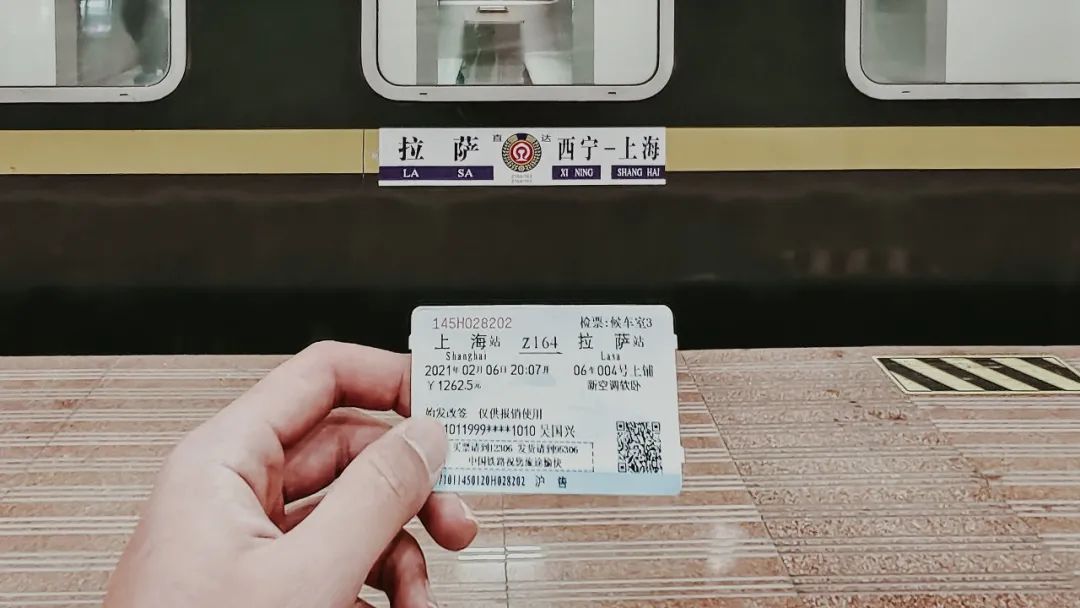 拉萨 直达 西宁-上海
LA SA XI NING SHANG HAI
145H028202 检票:候车室3
上海站 Z164 拉萨站
Shanghai Lasa
2021年02月06日 20:07开 06车004号上铺
￥1262.5元 新空调软卧
始发改签 仅供报销使用
1011999****1010 吴国兴
买票请到12306 发货请到95306
中国铁路祝您旅途愉快
71011450120H028202 沪售